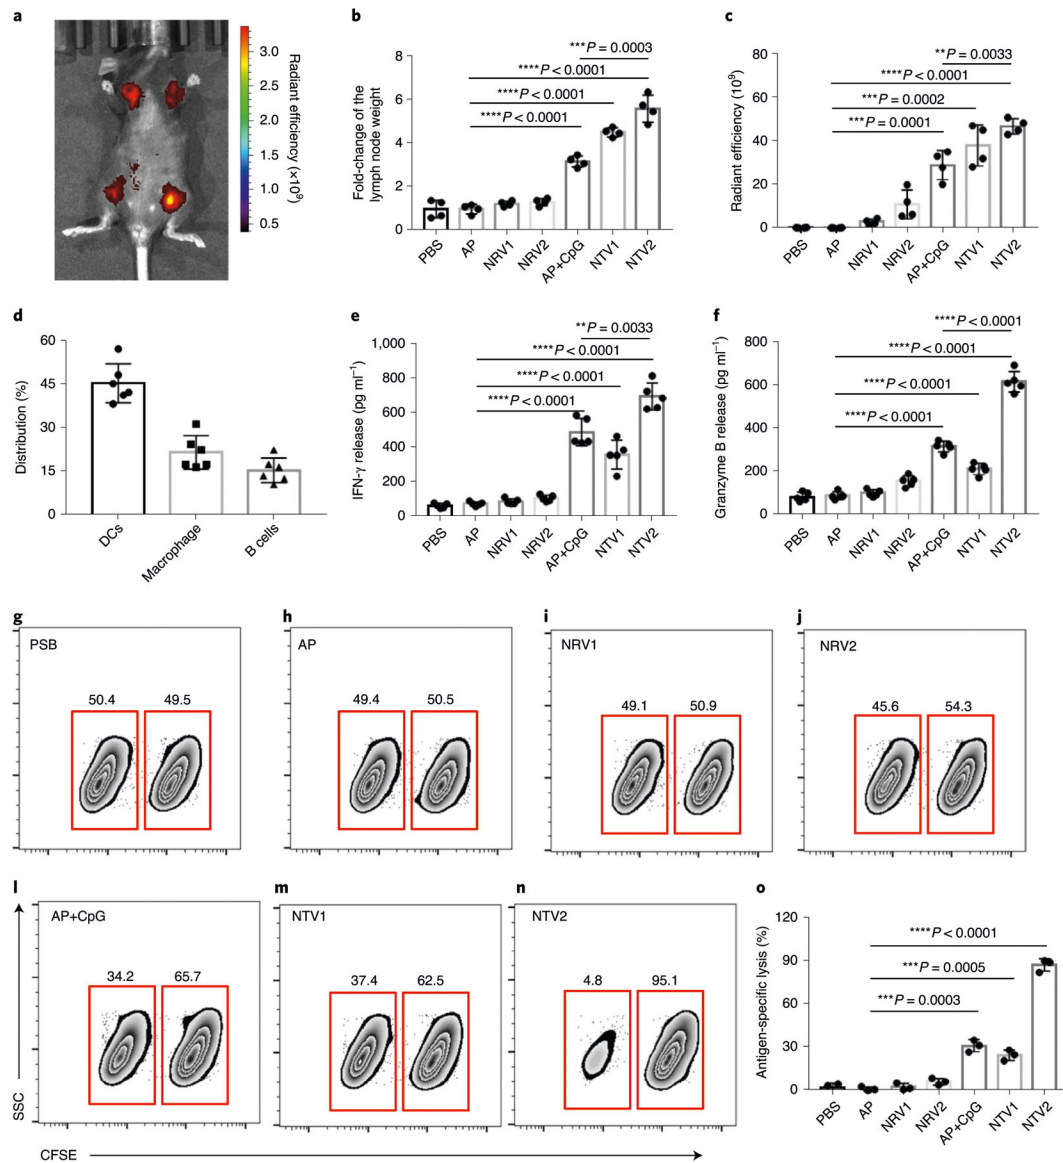 a
3.0
2.5
2.0
1.5
1.0
0.5
Radiant efficiency (×10⁹)
b
Fold-change of the
lymph node weight
8
6
4
2
0
***P = 0.0003
****P < 0.0001
****P < 0.0001
****P < 0.0001
PBS
AP
NRV1
NRV2
AP+CpG
NTV1
NTV2
c
Radiant efficiency (10⁹)
80
60
40
20
0
**P = 0.0033
****P < 0.0001
***P = 0.0002
***P = 0.0001
PBS
AP
NRV1
NRV2
AP+CpG
NTV1
NTV2
d
Distribution (%)
60
45
30
15
0
DCs
Macrophage
B cells
e
IFN-γ release (pg ml⁻¹)
1,000
800
600
400
200
0
**P = 0.0033
****P < 0.0001
****P < 0.0001
****P < 0.0001
PBS
AP
NRV1
NRV2
AP+CpG
NTV1
NTV2
f
Granzyme B release (pg ml⁻¹)
800
600
400
200
0
****P < 0.0001
****P < 0.0001
****P < 0.0001
****P < 0.0001
PBS
AP
NRV1
NRV2
AP+CpG
NTV1
NTV2
g
PSB
50.4 49.5
h
AP
49.4 50.5
i
NRV1
49.1 50.9
j
NRV2
45.6 54.3
l
AP+CpG
34.2 65.7
m
NTV1
37.4 62.5
n
NTV2
4.8 95.1
SSC
CFSE
o
Antigen-specific lysis (%)
120
90
60
30
0
****P < 0.0001
***P = 0.0005
***P = 0.0003
PBS
AP
NRV1
NRV2
AP+CpG
NTV1
NTV2